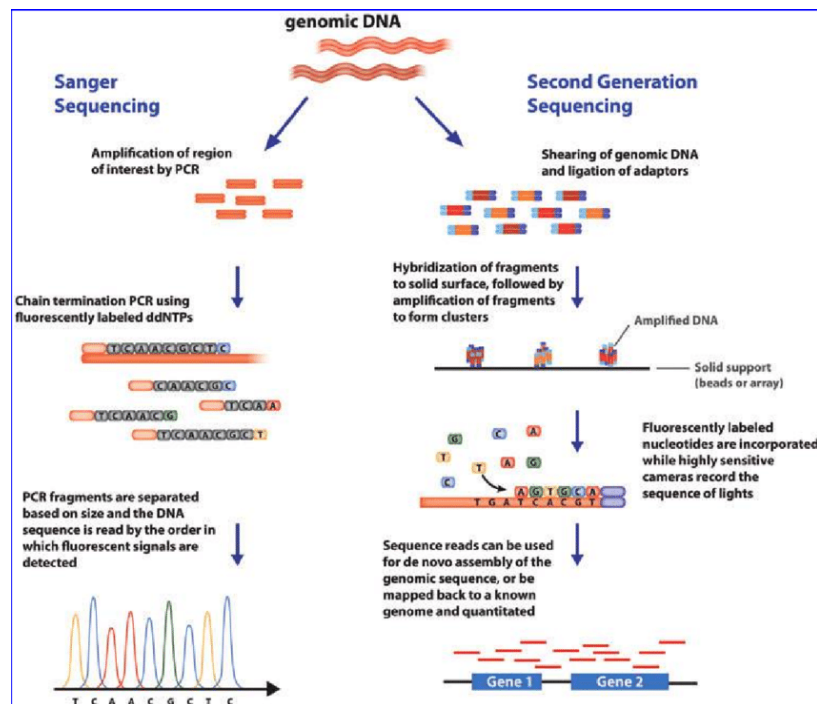 genomic DNA
Sanger
Sequencing
Amplification of region
of interest by PCR
Chain termination PCR using
fluorescently labeled ddNTPs
TCAACGCTC
CAACGC
TCAA
TCAACG
TCAACGCT
PCR fragments are separated
based on size and the DNA
sequence is read by the order in
which fluorescent signals are
detected
T C A A C G C T C
Second Generation
Sequencing
Shearing of genomic DNA
and ligation of adaptors
Hybridization of fragments
to solid surface, followed by
amplification of fragments
to form clusters
Amplified DNA
Solid support
(beads or array)
G C A
T T A G
C
A G T G C A
T G A T C A C G T
Fluorescently labeled
nucleotides are incorporated
while highly sensitive
cameras record the
sequence of lights
Sequence reads can be used
for de novo assembly of the
genomic sequence, or be
mapped back to a known
genome and quantitated
Gene 1 Gene 2